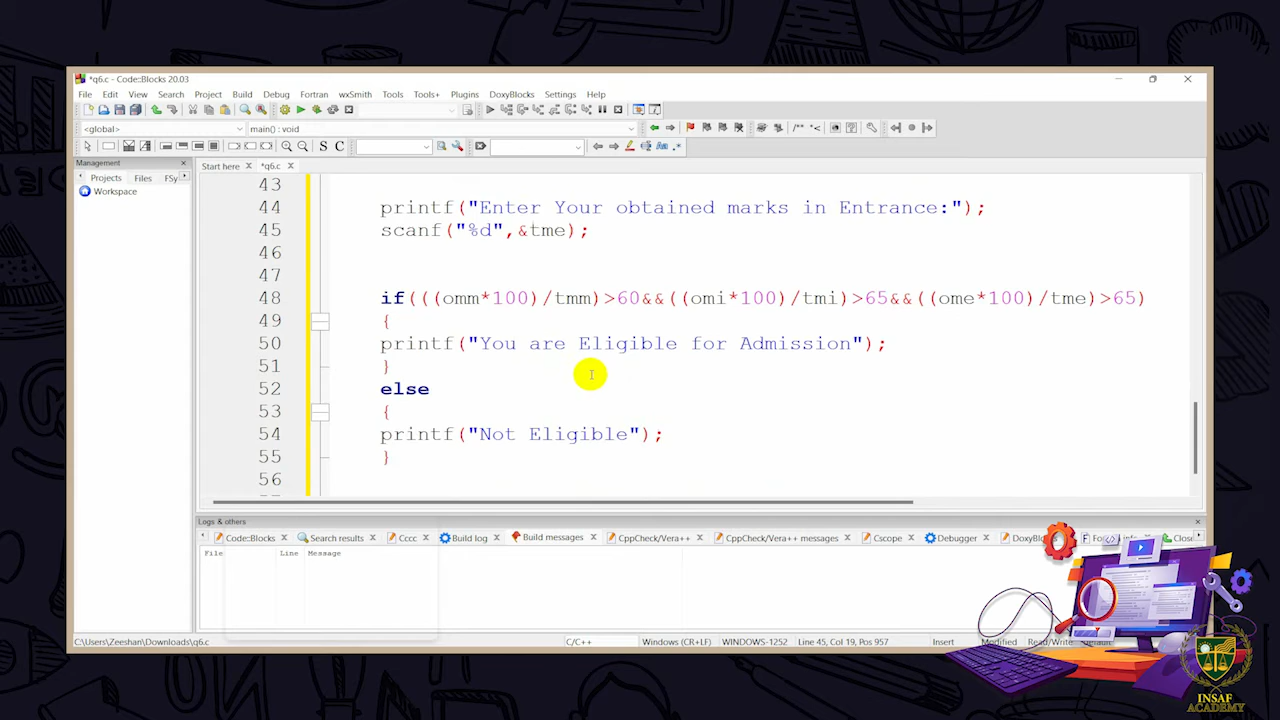 *q6.c - Code::Blocks 20.03
File Edit View Search Project Build Debug Fortran wxSmith Tools Tools+ Plugins DoxyBlocks Settings Help
<global> main() : void
S C
Management
Projects Files FSy
Workspace
Start here *q6.c
43
44 printf("Enter Your obtained marks in Entrance:");
45 scanf("%d",&tme);
46
47
48 if(((omm*100)/tmm)>60&&((omi*100)/tmi)>65&&((ome*100)/tme)>65)
49 {
50 printf("You are Eligible for Admission");
51 }
52 else
53 {
54 printf("Not Eligible");
55 }
56
Logs & others
Code::Blocks Search results Cccc Build log Build messages CppCheck/Vera++ CppCheck/Vera++ messages Cscope Debugger
File Line Message
C:\Users\Zeeshan\Downloads\q6.c C/C++ Windows (CR+LF) WINDOWS-1252 Line 45, Col 19, Pos 957 Insert Modified Read/Write
INSAF
ACADEMY